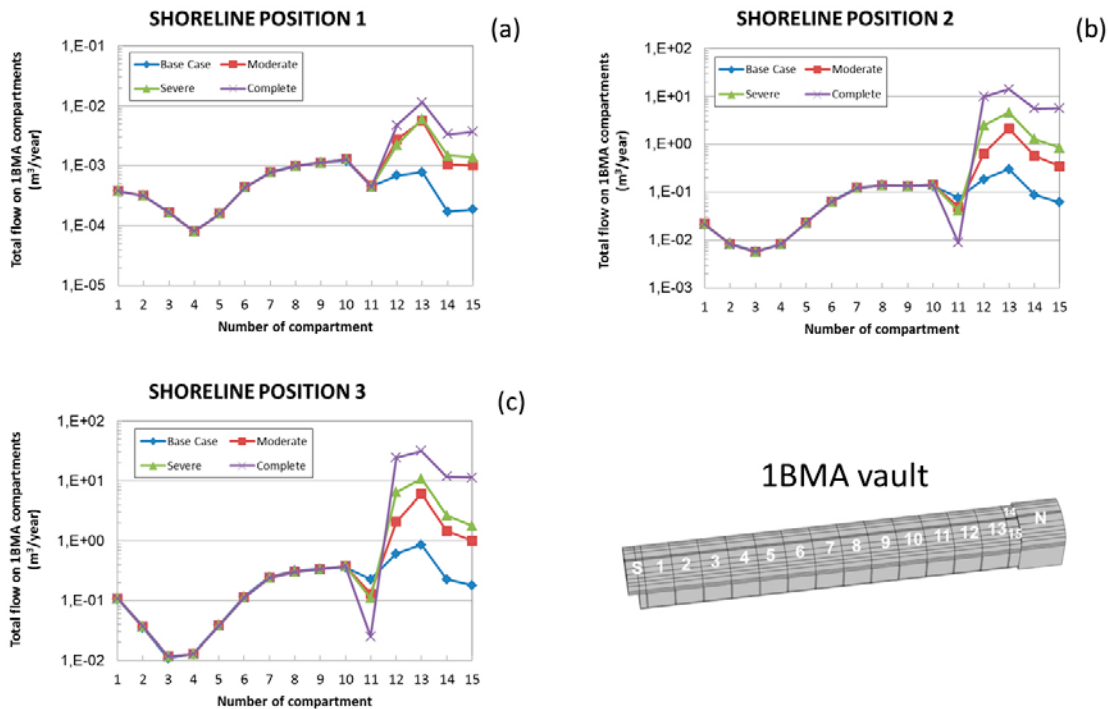 SHORELINE POSITION 1
(a)
Total flow on 1BMA compartments
(m³/year)
1,E-01
1,E-02
1,E-03
1,E-04
1,E-05
Base Case
Moderate
Severe
Complete
1 2 3 4 5 6 7 8 9 10 11 12 13 14 15
Number of compartment
SHORELINE POSITION 2
(b)
Total flow on 1BMA compartments
(m³/year)
1,E+02
1,E+01
1,E+00
1,E-01
1,E-02
1,E-03
Base Case
Moderate
Severe
Complete
1 2 3 4 5 6 7 8 9 10 11 12 13 14 15
Number of compartment
SHORELINE POSITION 3
(c)
Total flow on 1BMA compartments
(m³/year)
1,E+02
1,E+01
1,E+00
1,E-01
1,E-02
Base Case
Moderate
Severe
Complete
1 2 3 4 5 6 7 8 9 10 11 12 13 14 15
Number of compartment
1BMA vault
S 1 2 3 4 5 6 7 8 9 10 11 12 13 14 15 N